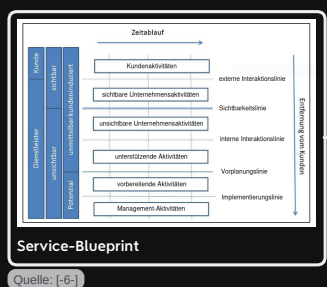 Zeitablauf
Kunde
Dienstleister
sichtbar
unsichtbar
unmittelbar kundeninduziert
Potenzial
Kundenaktivitäten
externe Interaktionslinie
sichtbare Unternehmensaktivitäten
Sichtbarkeitslinie
unsichtbare Unternehmensaktivitäten
interne Interaktionslinie
unterstützende Aktivitäten
Vorplanungslinie
vorbereitende Aktivitäten
Implementierungslinie
Management-Aktivitäten
Entfernung vom Kunden
Service-Blueprint
Quelle: [-6-]